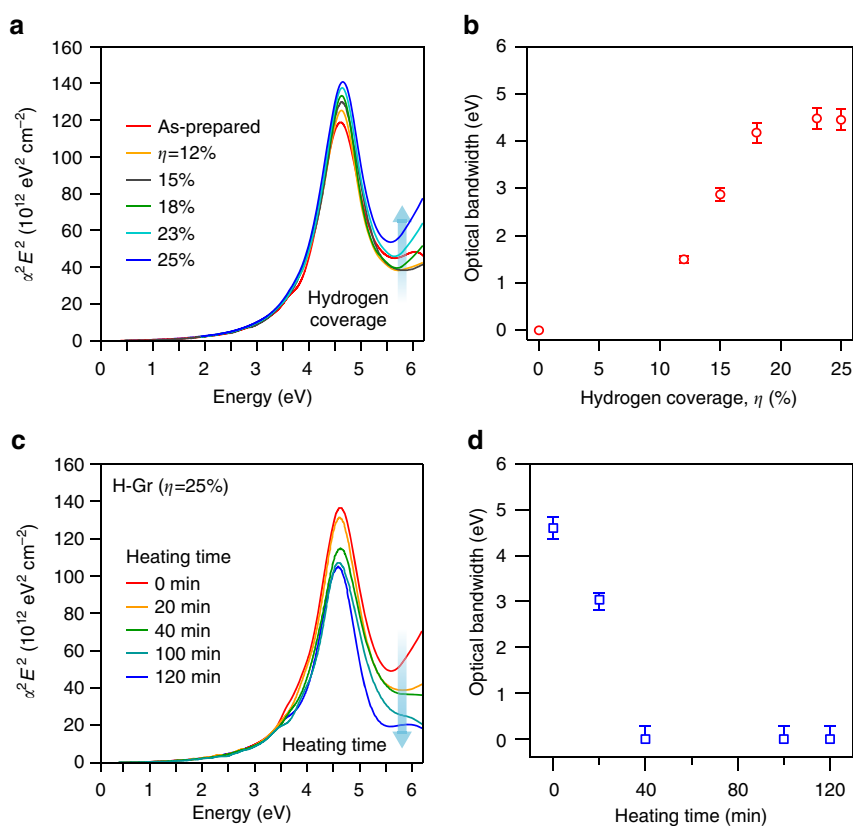 a
160
140
120
100
80
60
40
20
0
α²E² (10¹² eV² cm⁻²)
As-prepared
η=12%
15%
18%
23%
25%
Hydrogen
coverage
0 1 2 3 4 5 6
Energy (eV)
b
6
5
4
3
2
1
0
Optical bandwidth (eV)
0 5 10 15 20 25
Hydrogen coverage, η (%)
c
160
140
120
100
80
60
40
20
0
α²E² (10¹² eV² cm⁻²)
H-Gr (η=25%)
Heating time
0 min
20 min
40 min
100 min
120 min
Heating time
0 1 2 3 4 5 6
Energy (eV)
d
6
5
4
3
2
1
0
Optical bandwidth (eV)
0 40 80 120
Heating time (min)